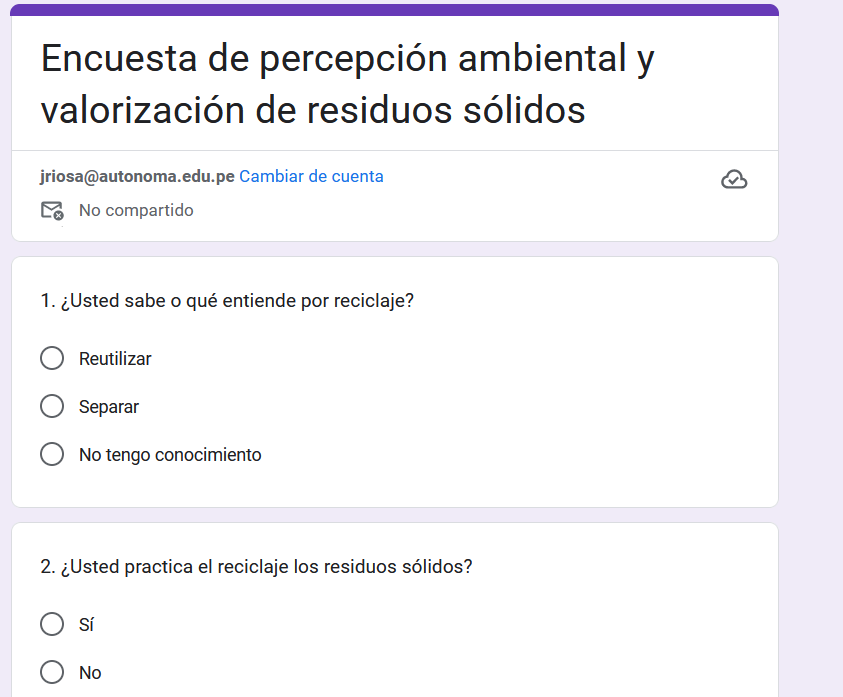 Encuesta de percepción ambiental y
valorización de residuos sólidos
jriosa@autonoma.edu.pe Cambiar de cuenta
No compartido
1. ¿Usted sabe o qué entiende por reciclaje?
Reutilizar
Separar
No tengo conocimiento
2. ¿Usted practica el reciclaje los residuos sólidos?
Sí
No